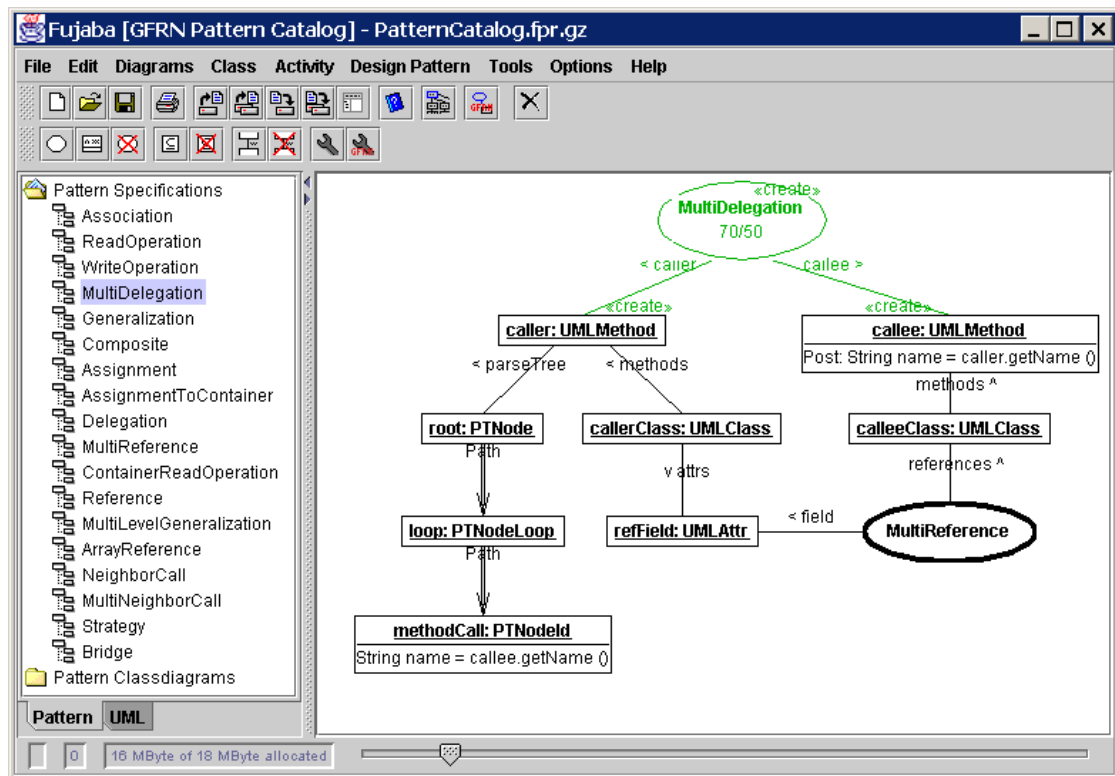 Fujaba [GFRN Pattern Catalog] - PatternCatalog.fpr.gz
File Edit Diagrams Class Activity Design Pattern Tools Options Help
GFRN
GFRN
Pattern Specifications
Association
ReadOperation
WriteOperation
MultiDelegation
Generalization
Composite
Assignment
AssignmentToContainer
Delegation
MultiReference
ContainerReadOperation
Reference
MultiLevelGeneralization
ArrayReference
NeighborCall
MultiNeighborCall
Strategy
Bridge
Pattern Classdiagrams
Pattern UML
0 16 MByte of 18 MByte allocated
«create»
MultiDelegation
70/50
< caller callee >
«create» «create»
caller: UMLMethod callee: UMLMethod
Post: String name = caller.getName ()
< parseTree < methods methods ^
root: PTNode callerClass: UMLClass calleeClass: UMLClass
Path v attrs references ^
loop: PTNodeLoop refField: UMLAttr < field MultiReference
Path
methodCall: PTNodeId
String name = callee.getName ()